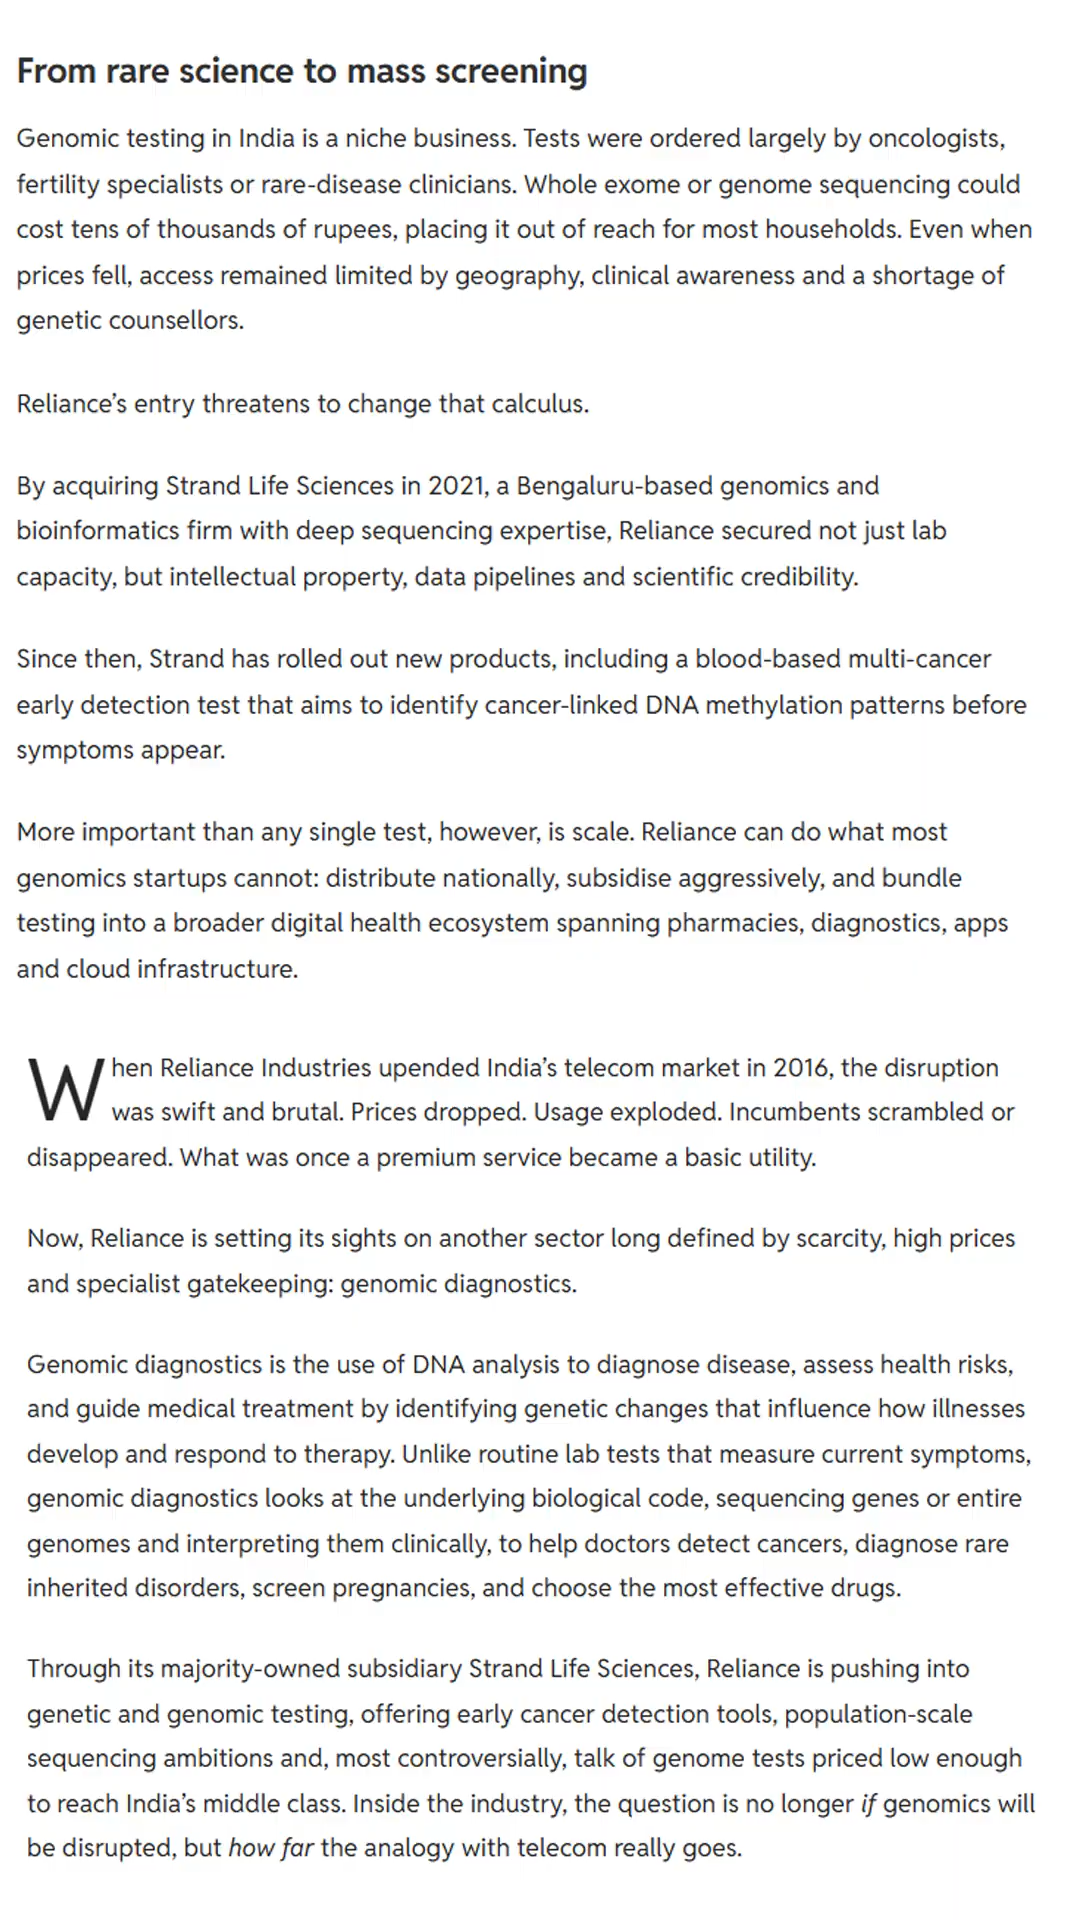 From rare science to mass screening
Genomic testing in India is a niche business. Tests were ordered largely by oncologists,
fertility specialists or rare-disease clinicians. Whole exome or genome sequencing could
cost tens of thousands of rupees, placing it out of reach for most households. Even when
prices fell, access remained limited by geography, clinical awareness and a shortage of
genetic counsellors.
Reliance’s entry threatens to change that calculus.
By acquiring Strand Life Sciences in 2021, a Bengaluru-based genomics and
bioinformatics firm with deep sequencing expertise, Reliance secured not just lab
capacity, but intellectual property, data pipelines and scientific credibility.
Since then, Strand has rolled out new products, including a blood-based multi-cancer
early detection test that aims to identify cancer-linked DNA methylation patterns before
symptoms appear.
More important than any single test, however, is scale. Reliance can do what most
genomics startups cannot: distribute nationally, subsidise aggressively, and bundle
testing into a broader digital health ecosystem spanning pharmacies, diagnostics, apps
and cloud infrastructure.
When Reliance Industries upended India’s telecom market in 2016, the disruption
was swift and brutal. Prices dropped. Usage exploded. Incumbents scrambled or
disappeared. What was once a premium service became a basic utility.
Now, Reliance is setting its sights on another sector long defined by scarcity, high prices
and specialist gatekeeping: genomic diagnostics.
Genomic diagnostics is the use of DNA analysis to diagnose disease, assess health risks,
and guide medical treatment by identifying genetic changes that influence how illnesses
develop and respond to therapy. Unlike routine lab tests that measure current symptoms,
genomic diagnostics looks at the underlying biological code, sequencing genes or entire
genomes and interpreting them clinically, to help doctors detect cancers, diagnose rare
inherited disorders, screen pregnancies, and choose the most effective drugs.
Through its majority-owned subsidiary Strand Life Sciences, Reliance is pushing into
genetic and genomic testing, offering early cancer detection tools, population-scale
sequencing ambitions and, most controversially, talk of genome tests priced low enough
to reach India’s middle class. Inside the industry, the question is no longer if genomics will
be disrupted, but how far the analogy with telecom really goes.